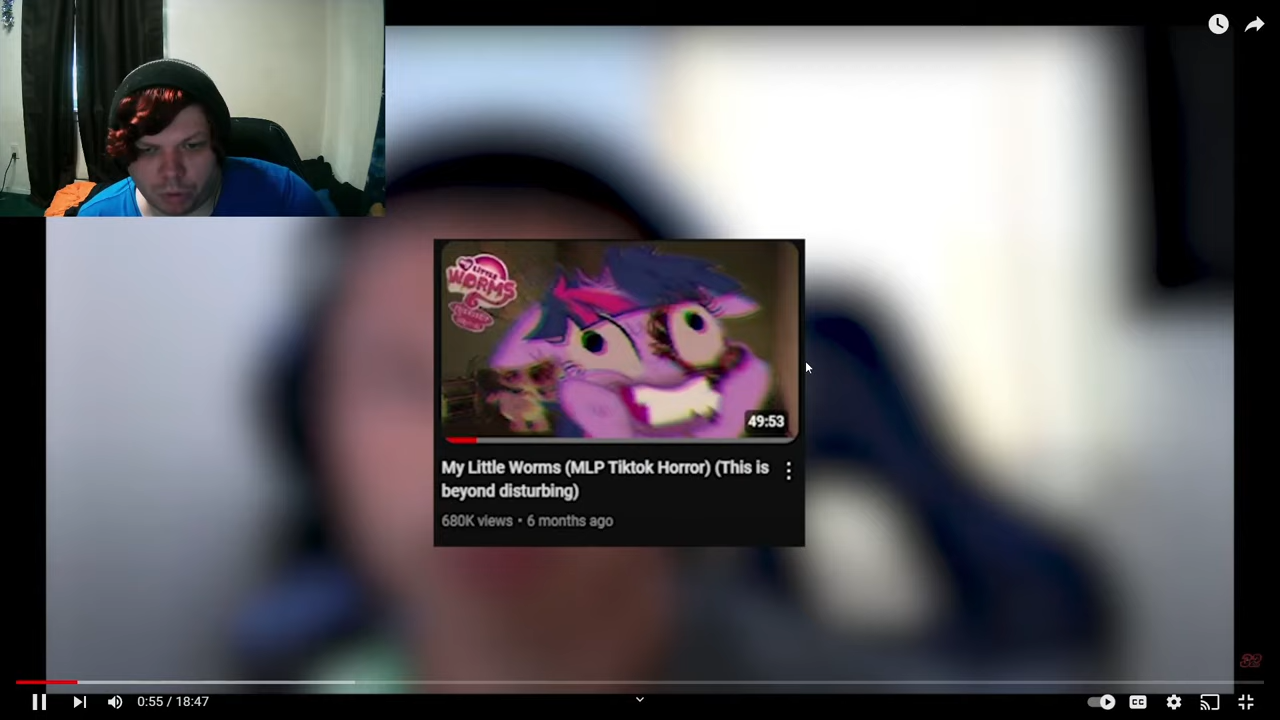 LITTLE
WORMS
49:53
My Little Worms (MLP Tiktok Horror) (This is
beyond disturbing)
680K views • 6 months ago
0:55 / 18:47
CC